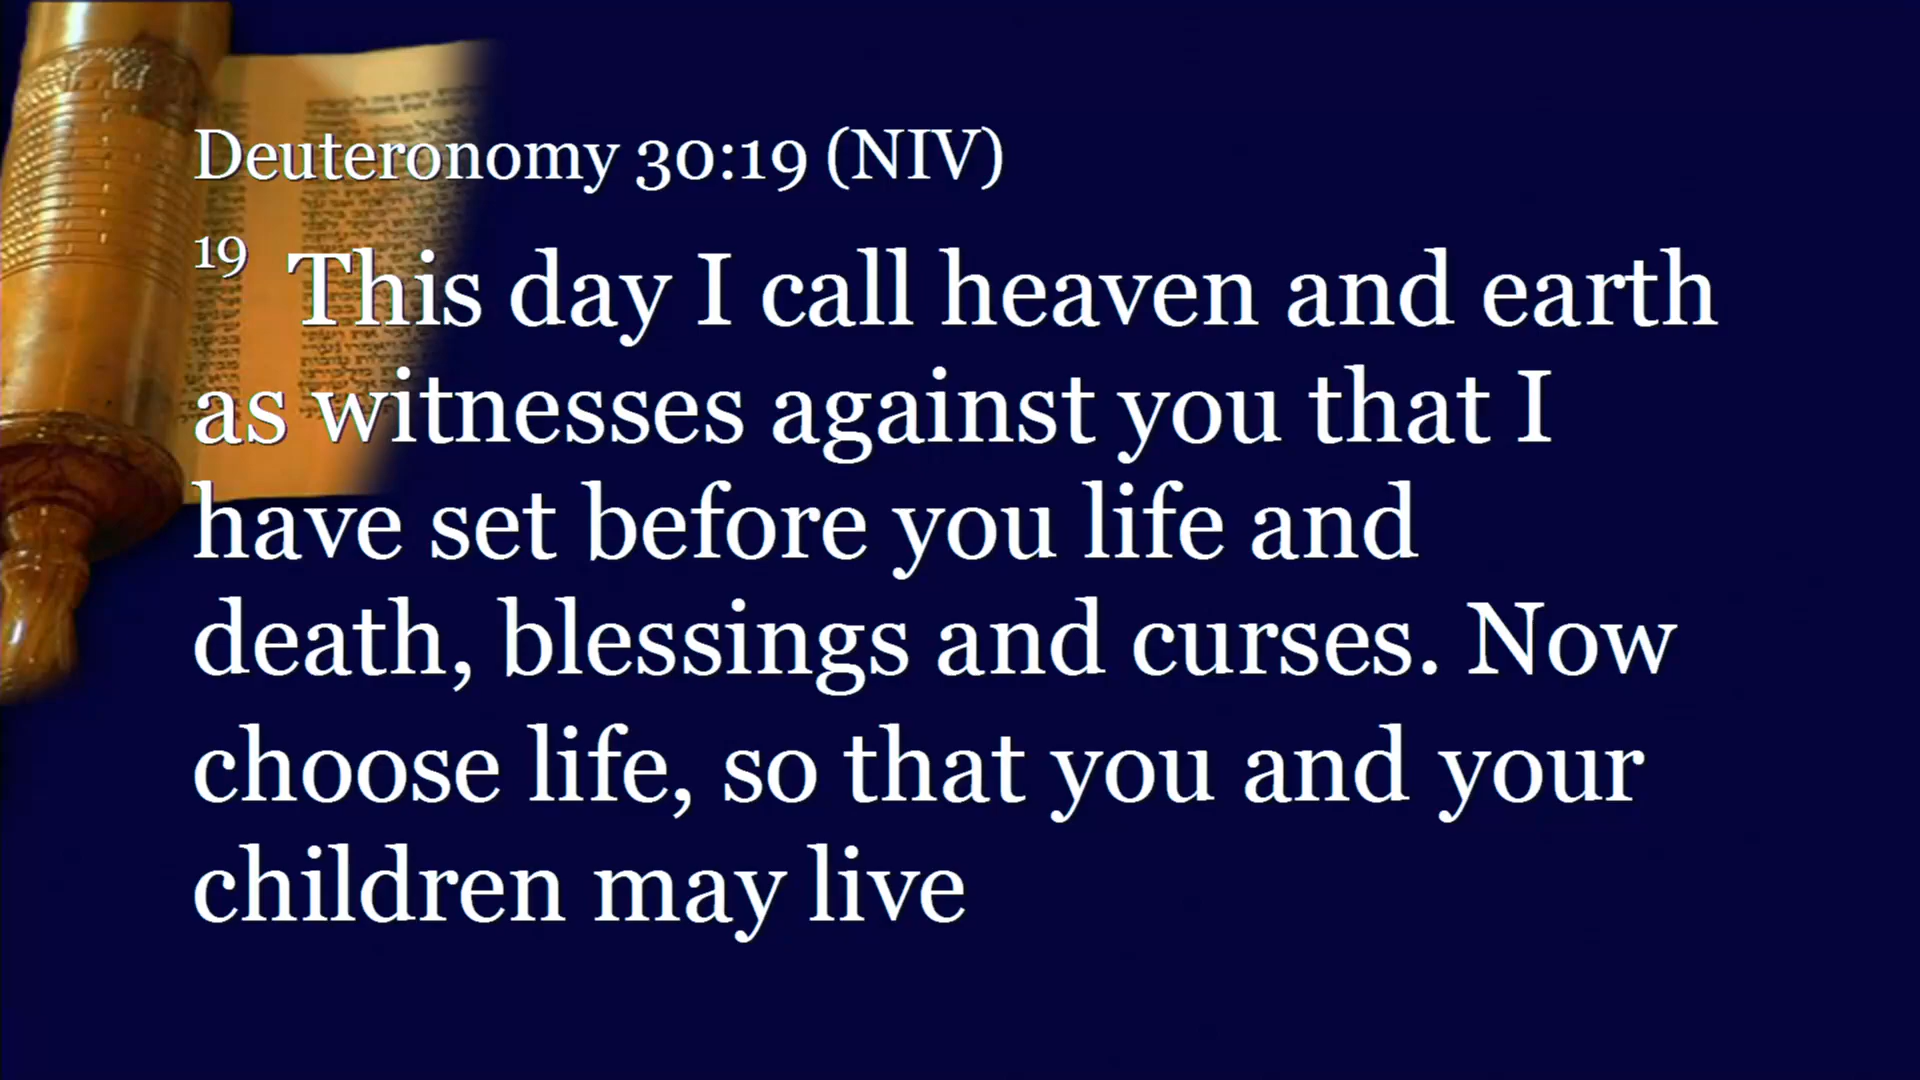 Deuteronomy 30:19 (NIV)
19 This day I call heaven and earth
as witnesses against you that I
have set before you life and
death, blessings and curses. Now
choose life, so that you and your
children may live